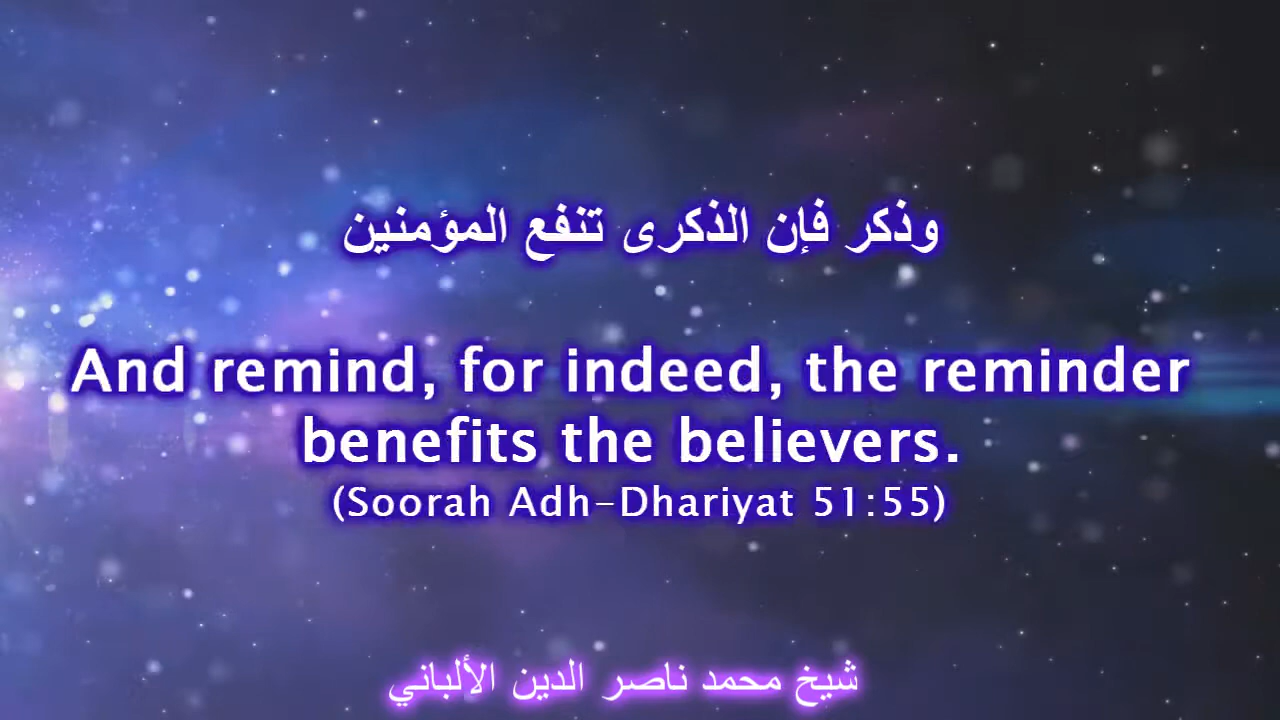 وذكر فإن الذكرى تنفع المؤمنين
And remind, for indeed, the reminder
benefits the believers.
(Soorah Adh-Dhariyat 51:55)
شيخ محمد ناصر الدين الألباني